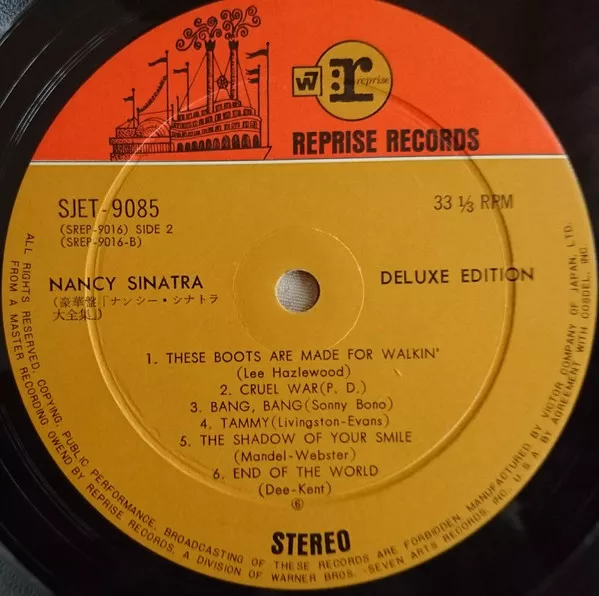 W7
r
reprise
REPRISE RECORDS
SJET-9085
33 1/3 RPM
(SREP-9016) SIDE 2
(SREP-9016-B)
NANCY SINATRA
DELUXE EDITION
(豪華盤「ナンシー・シナトラ
大全集」)
1. THESE BOOTS ARE MADE FOR WALKIN'
(Lee Hazlewood)
2. CRUEL WAR(P. D.)
3. BANG, BANG(Sonny Bono)
4. TAMMY(Livingston-Evans)
5. THE SHADOW OF YOUR SMILE
(Mandel-Webster)
6. END OF THE WORLD
(Dee-Kent)
⑥
STEREO
ALL RIGHTS RESERVED, COPYING, PUBLIC PERFORMANCE, BROADCASTING OF THESE RECORDS ARE FORBIDDEN MANUFACTURED BY VICTOR COMPANY OF JAPAN, LTD.
FROM A MASTER RECORDING OWEND BY REPRISE RECORDS, A DIVISION OF WARNER BROS. -SEVEN ARTS RECORDS, INC. U. S. A BY AGREEMENT WITH COSDEL, INC.